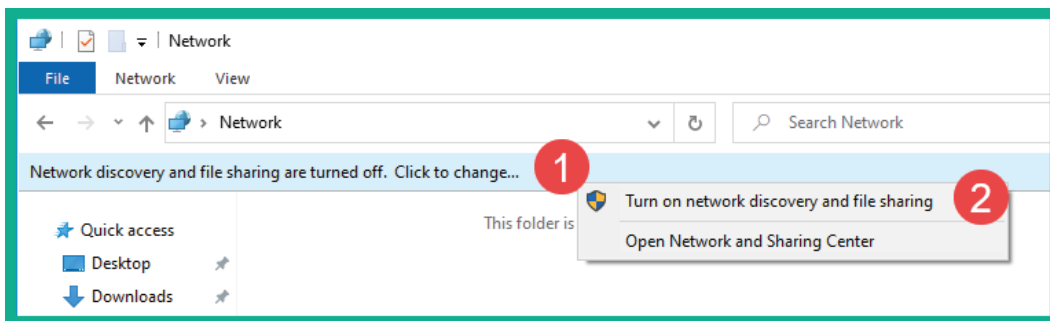 Network
File Network View
Network
Search Network
Network discovery and file sharing are turned off. Click to change...
1
Turn on network discovery and file sharing
2
This folder is
Open Network and Sharing Center
Quick access
Desktop
Downloads